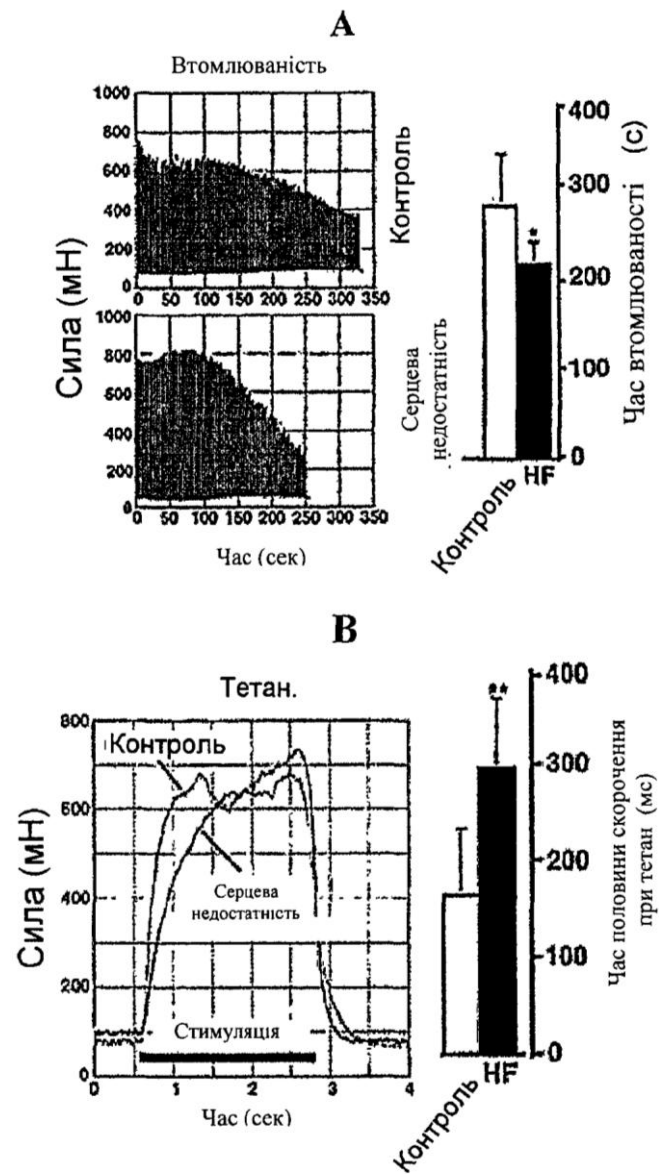 A
Втомлюваність
1000
800
600
400
200
0
0 50 100 150 200 250 300 350
Контроль
1000
800
600
400
200
0
0 50 100 150 200 250 300 350
Серцева
недостатність
Сила (мН)
Час (сек)
400
300
200
100
0
*
Час втомлюваності (с)
Контроль
HF
B
Тетан.
800
600
400
200
0
Контроль
Серцева
недостатність
Стимуляція
0 1 2 3 4
Сила (мН)
Час (сек)
400
300
200
100
0
**
Час половини скорочення
при тетан (мс)
Контроль
HF